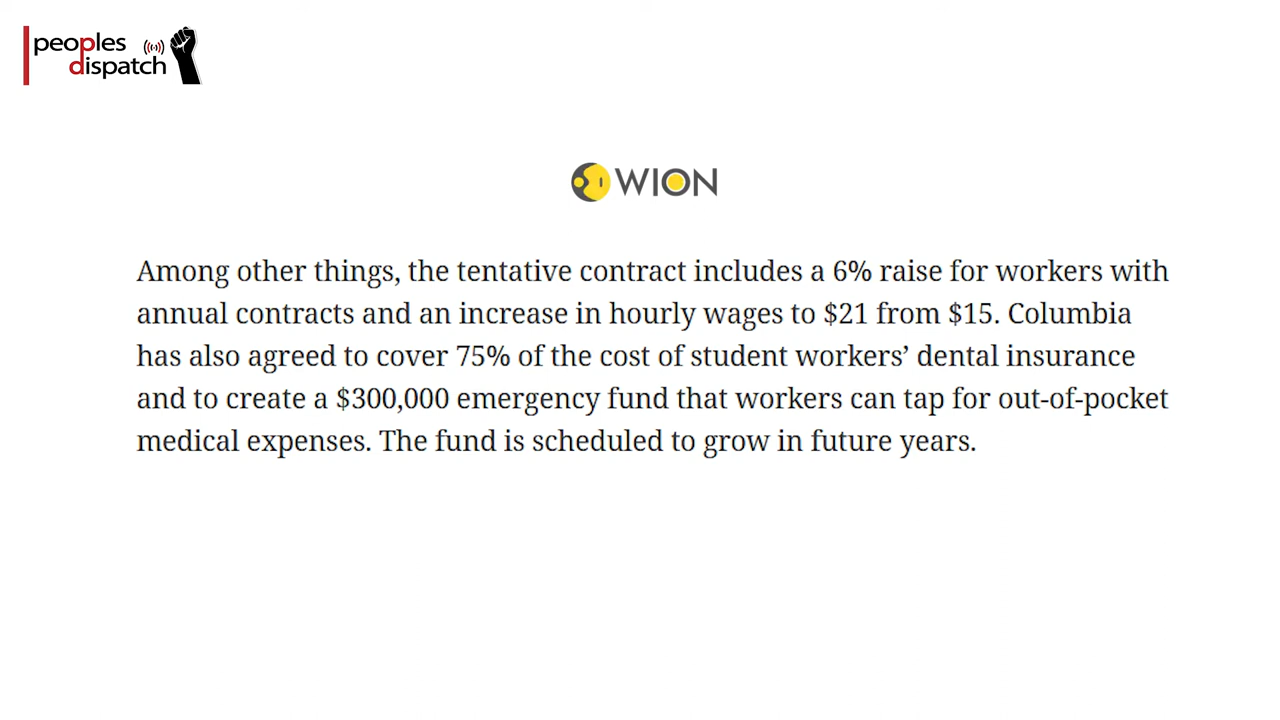 peoples
dispatch
WION
Among other things, the tentative contract includes a 6% raise for workers with
annual contracts and an increase in hourly wages to $21 from $15. Columbia
has also agreed to cover 75% of the cost of student workers’ dental insurance
and to create a $300,000 emergency fund that workers can tap for out-of-pocket
medical expenses. The fund is scheduled to grow in future years.